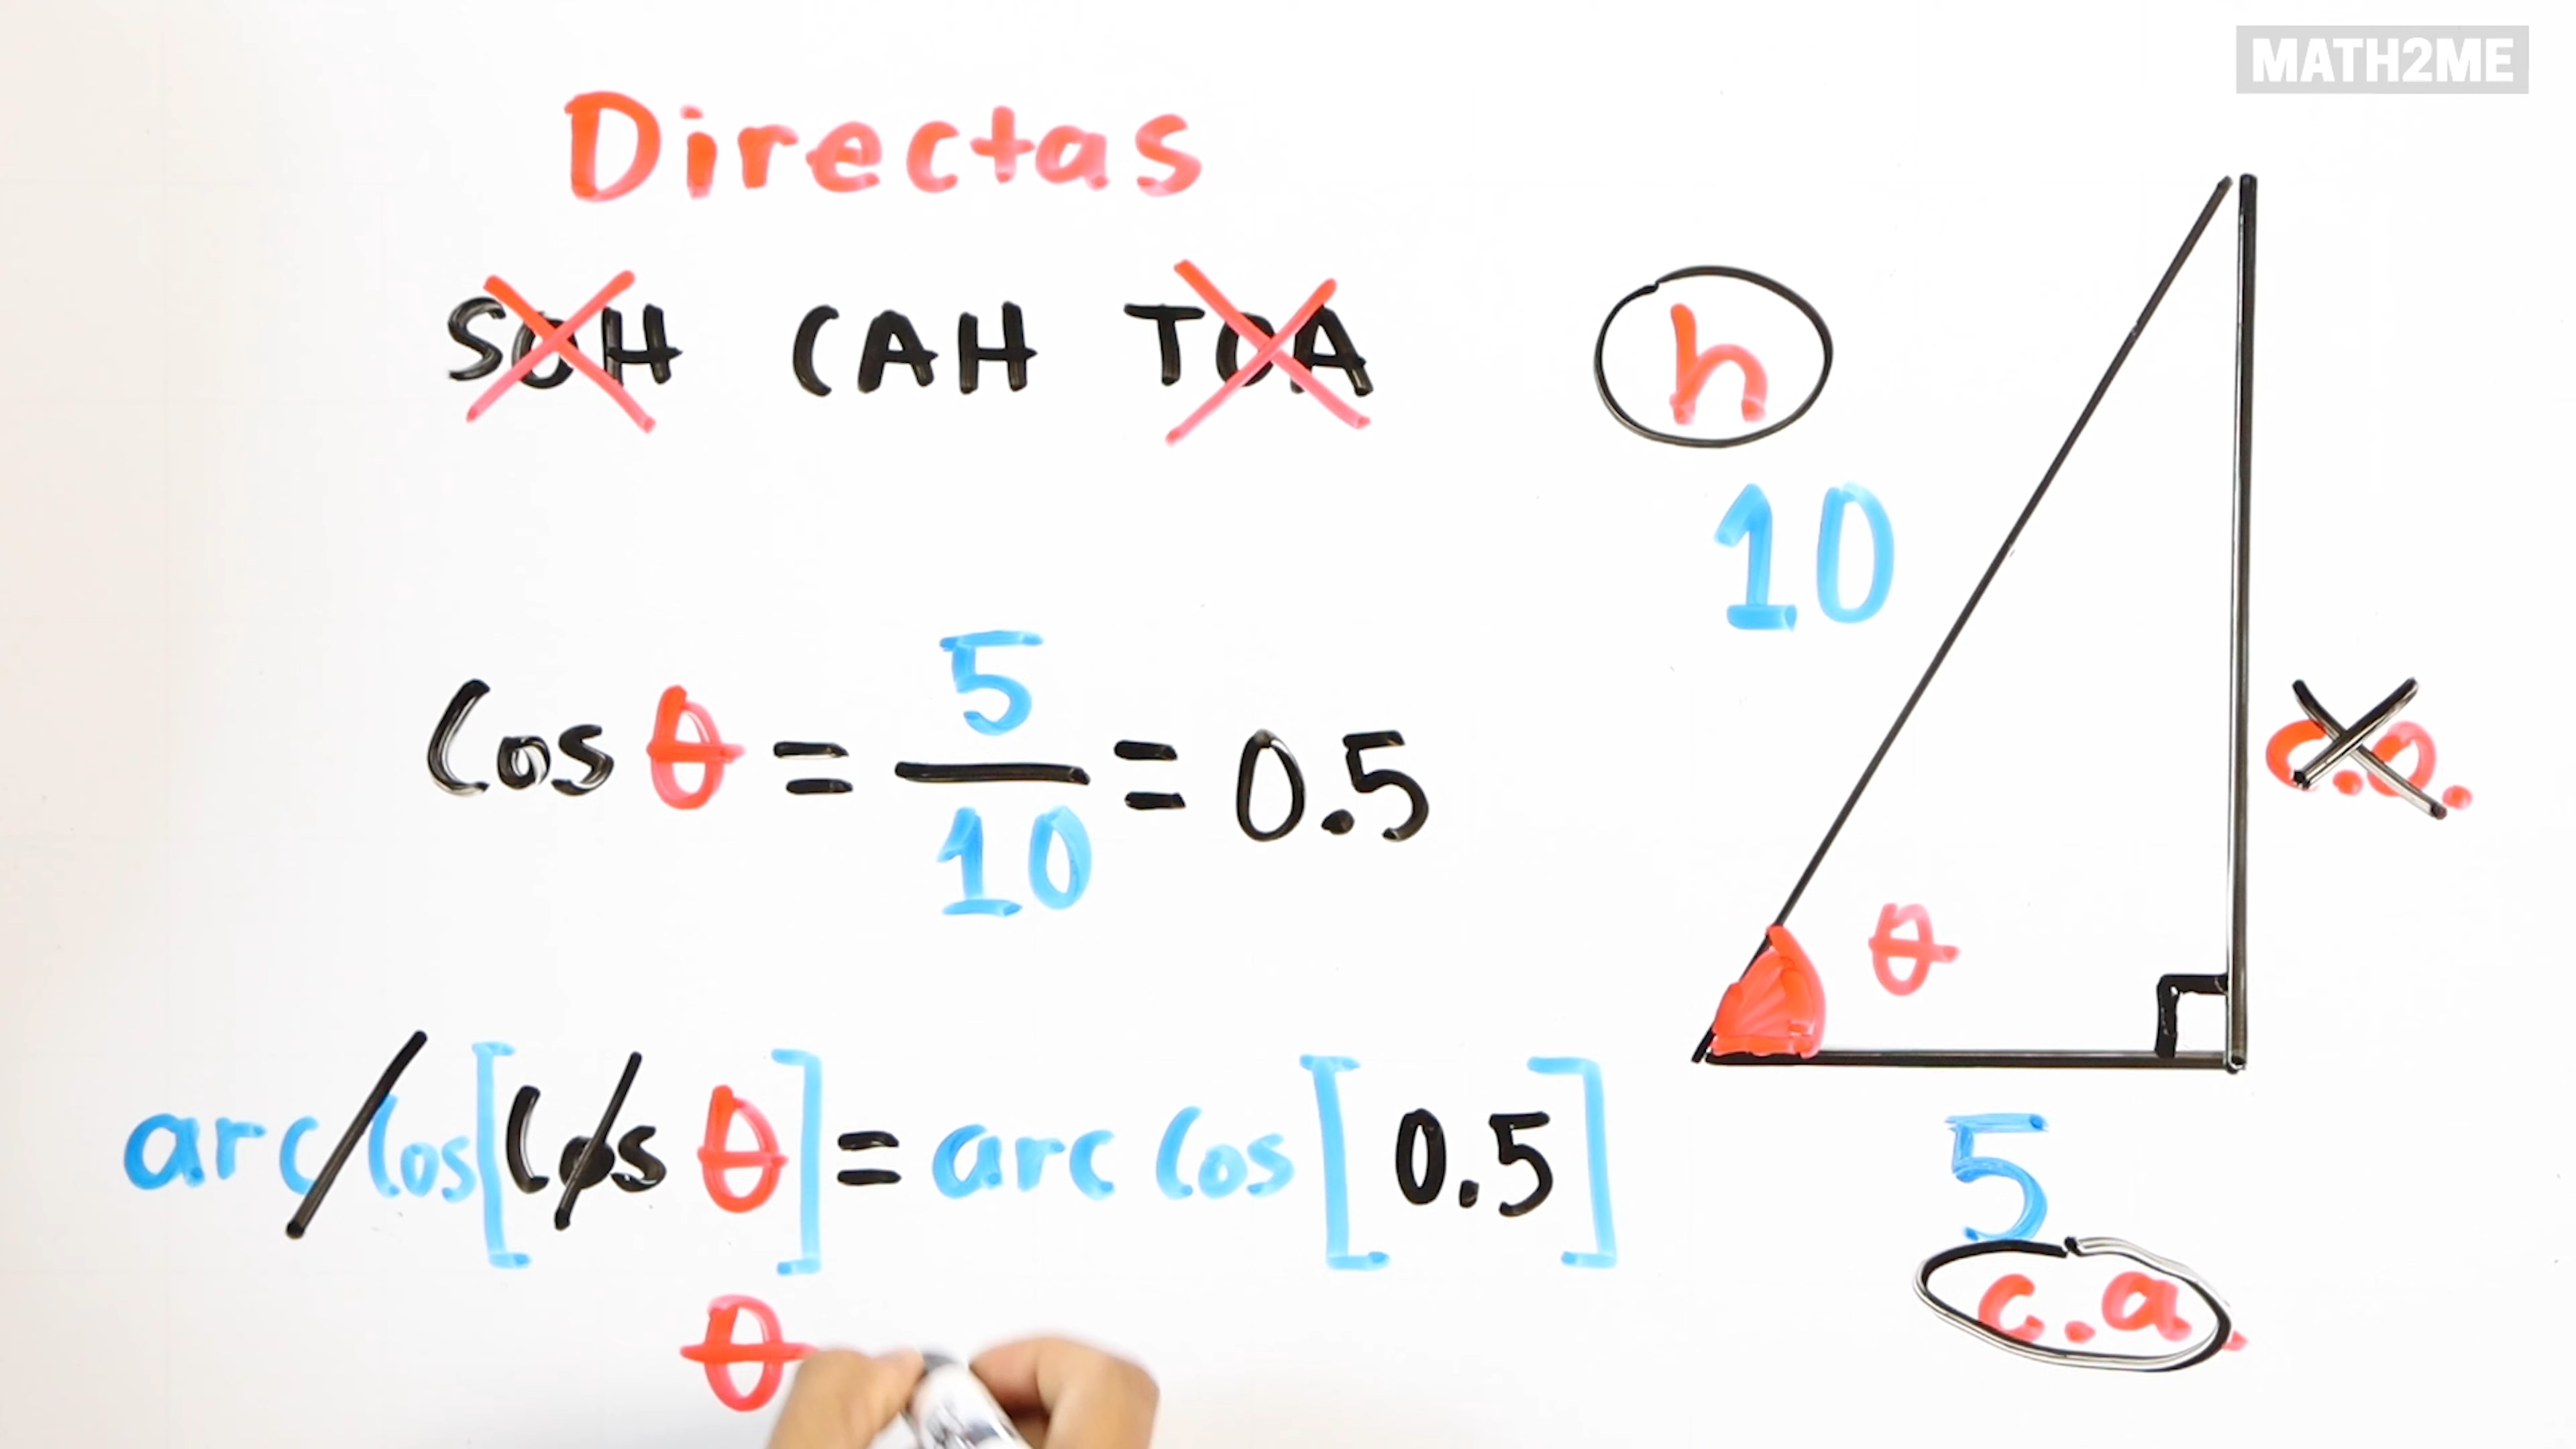 MATH2ME
Directas
SOH CAH TOA
h
10
Cos θ = 5/10 = 0.5
c.o.
θ
arc Cos [Cos θ] = arc Cos [0.5]
5
c.a.
θ